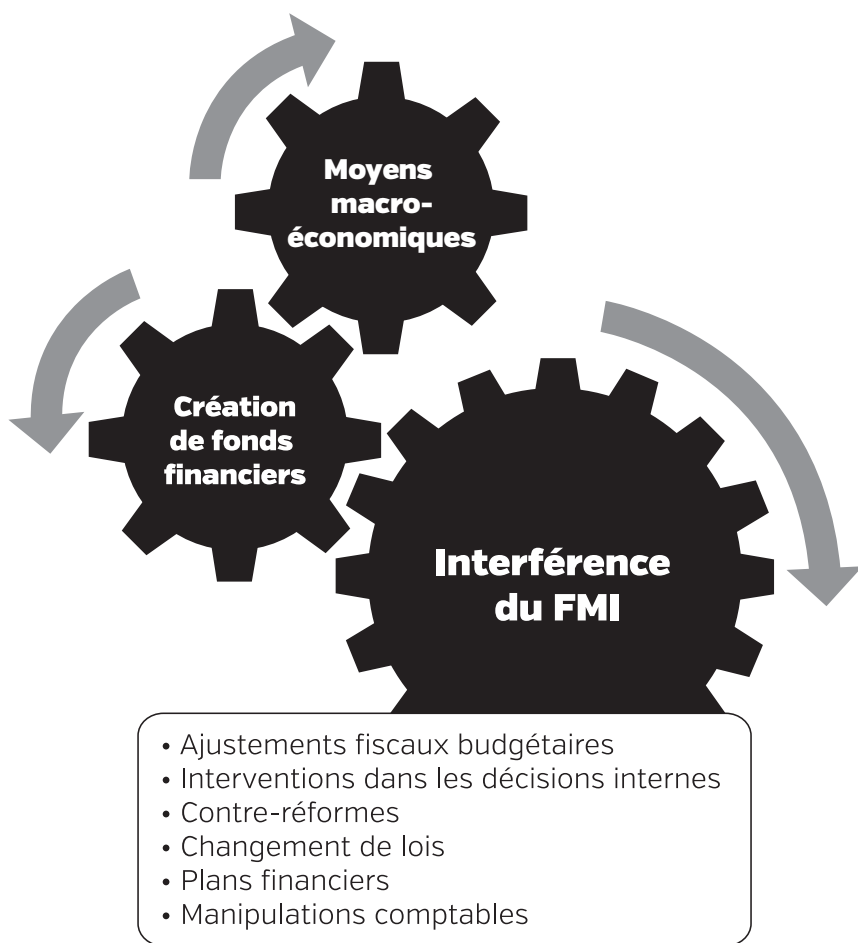 Moyens
macro-
économiques
Création
de fonds
financiers
Interférence
du FMI
• Ajustements fiscaux budgétaires
• Interventions dans les décisions internes
• Contre-réformes
• Changement de lois
• Plans financiers
• Manipulations comptables